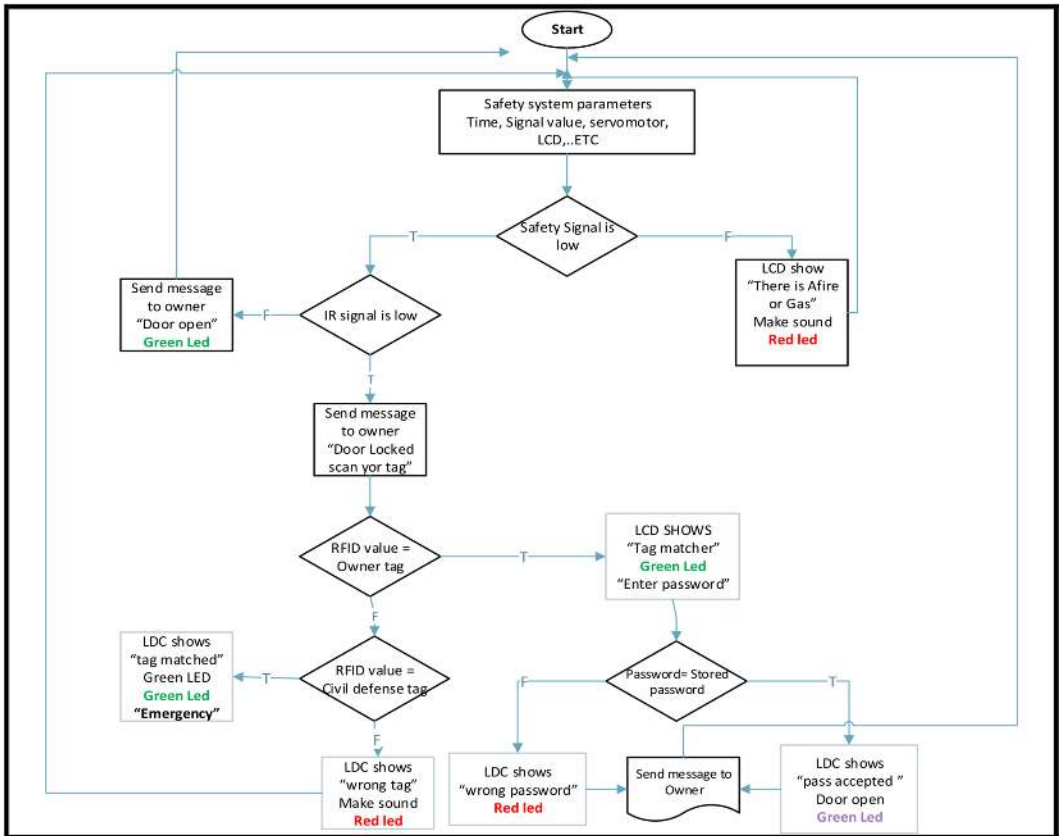 Start
Safety system parameters
Time, Signal value, servomotor,
LCD,..ETC
Safety Signal is
low
T
F
LCD show
“There is Afire
or Gas”
Make sound
Red led
Send message
to owner
“Door open”
Green Led
F
IR signal is low
T
Send message
to owner
“Door Locked
scan yor tag”
RFID value =
Owner tag
T
LCD SHOWS
“Tag matcher”
Green Led
“Enter password”
F
LDC shows
“tag matched”
Green LED
Green Led
“Emergency”
T
RFID value =
Civil defense tag
F
Password= Stored
password
F
T
LDC shows
“wrong tag”
Make sound
Red led
LDC shows
“wrong password”
Red led
Send message to
Owner
LDC shows
“pass accepted ”
Door open
Green Led